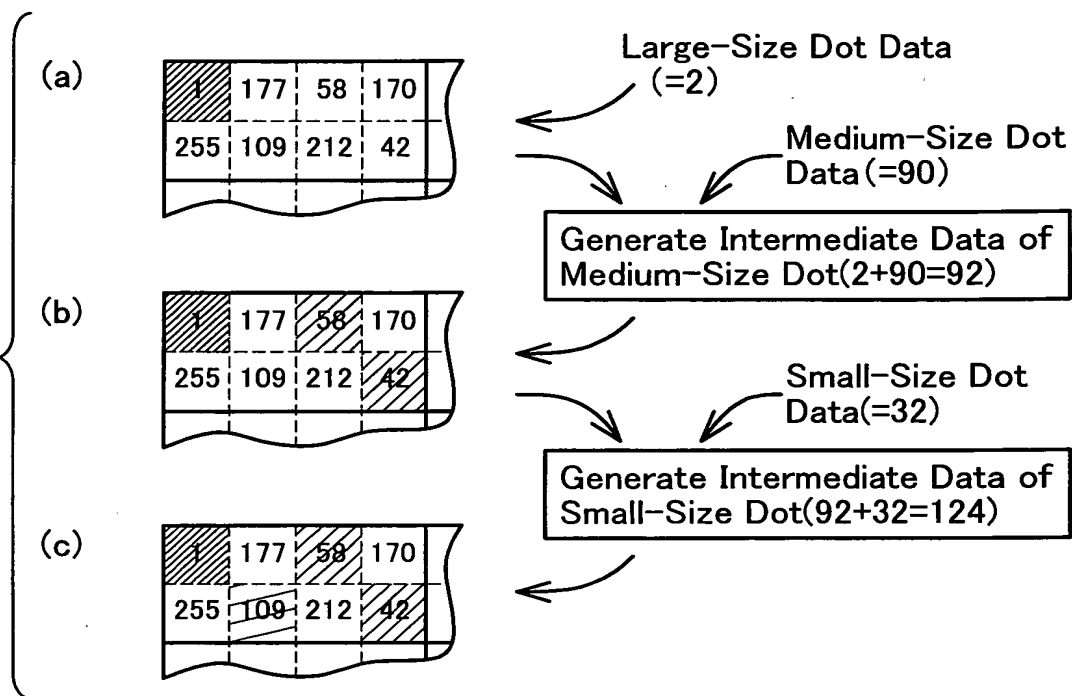 (a)
1 177 58 170
255 109 212 42
Large-Size Dot Data
(=2)
Medium-Size Dot
Data(=90)
Generate Intermediate Data of
Medium-Size Dot(2+90=92)
(b)
1 177 58 170
255 109 212 42
Small-Size Dot
Data(=32)
Generate Intermediate Data of
Small-Size Dot(92+32=124)
(c)
1 177 58 170
255 109 212 42